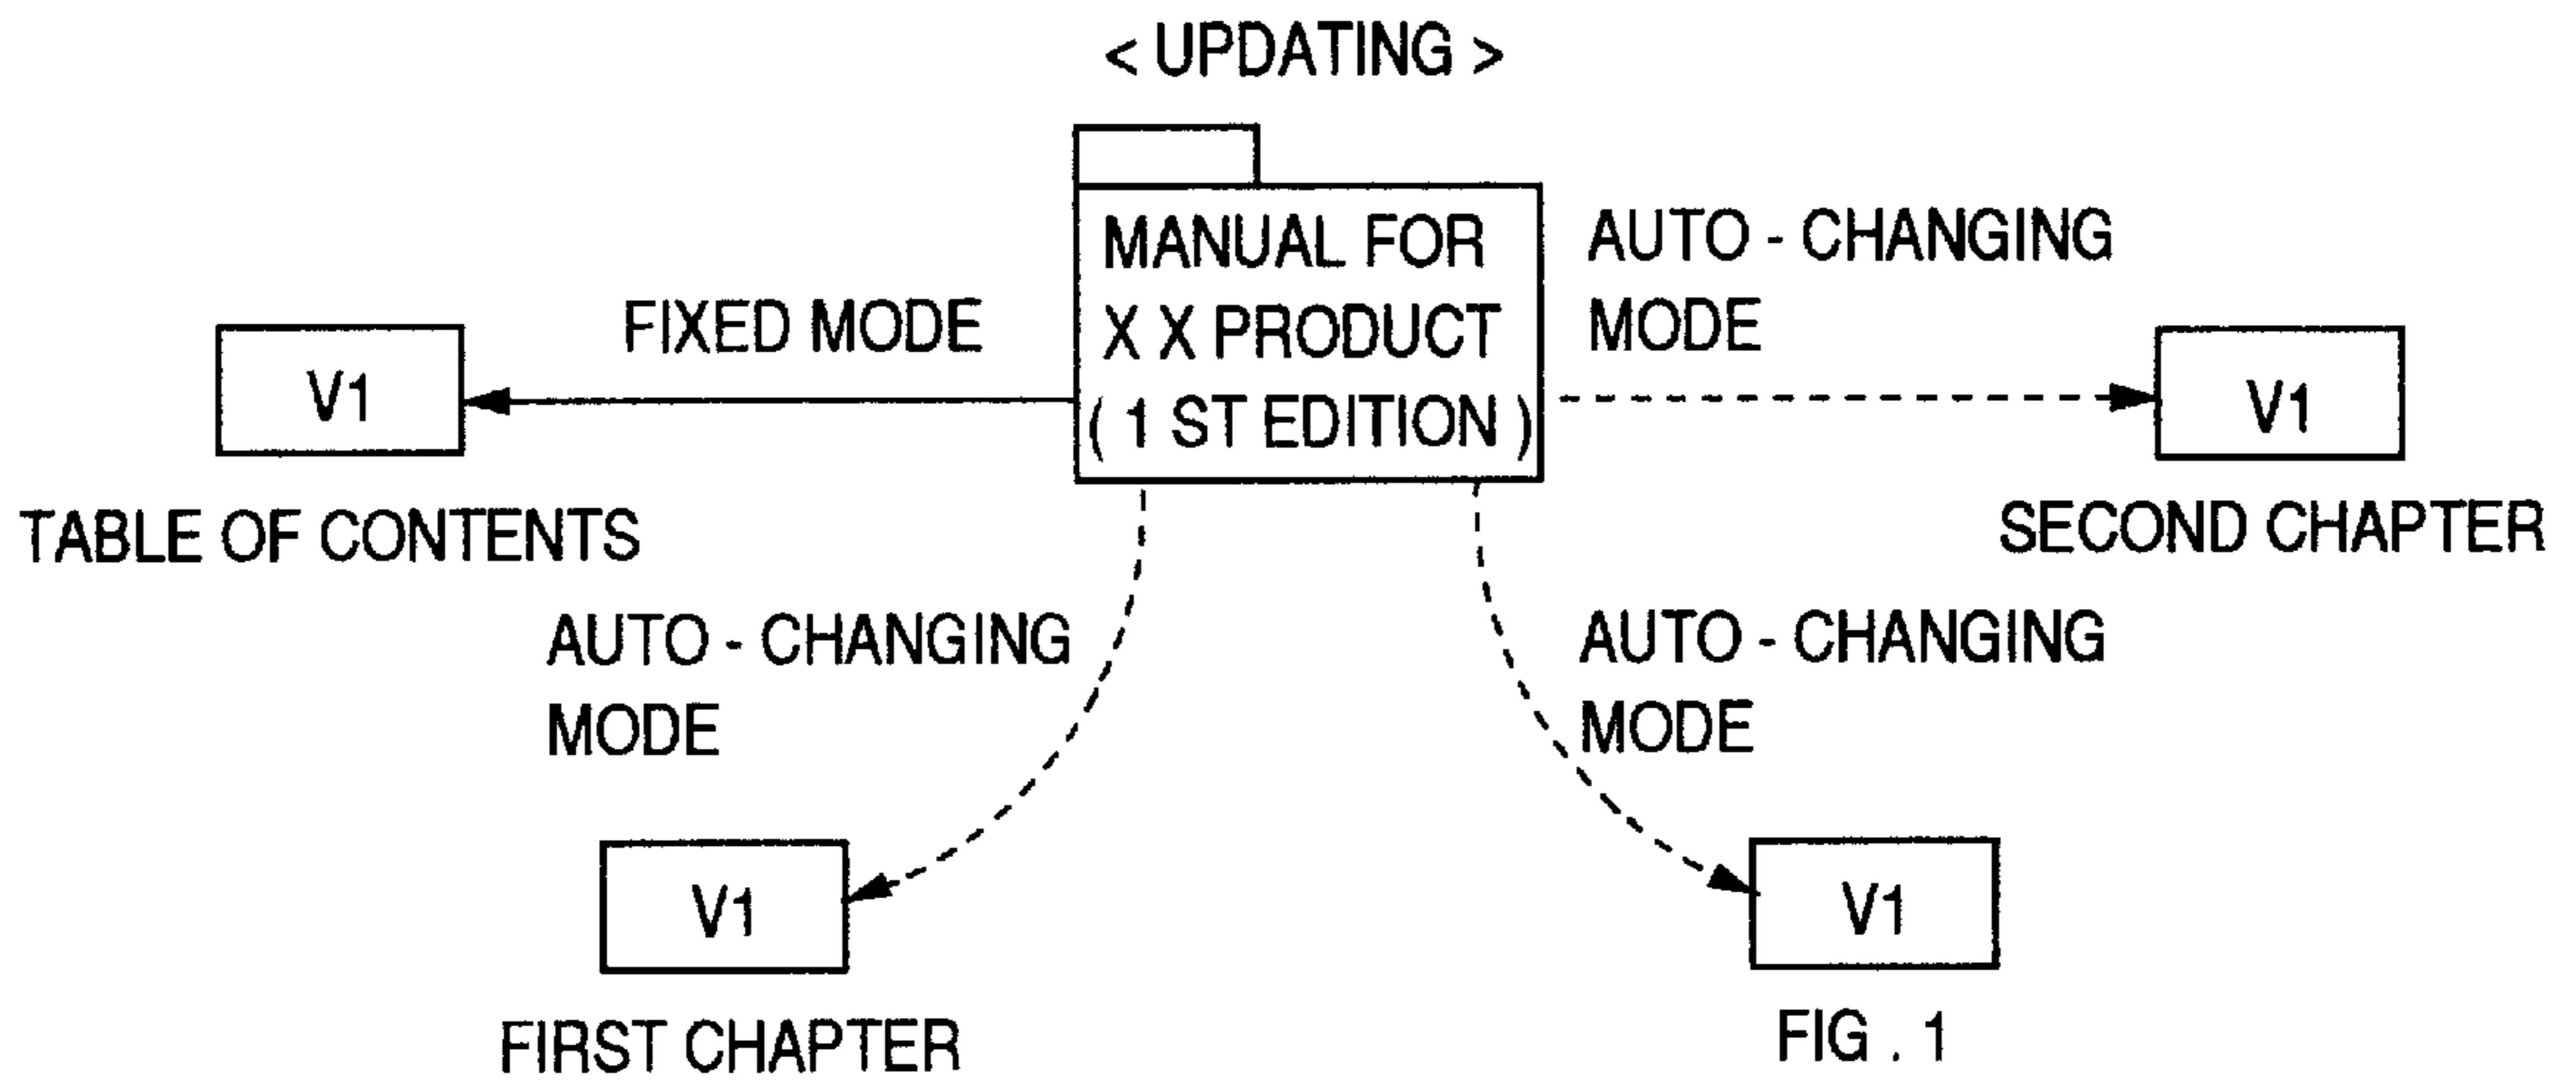 < UPDATING >
MANUAL FOR
X X PRODUCT
( 1 ST EDITION )
FIXED MODE
V1
TABLE OF CONTENTS
AUTO - CHANGING
MODE
V1
SECOND CHAPTER
AUTO - CHANGING
MODE
V1
FIRST CHAPTER
AUTO - CHANGING
MODE
V1
FIG . 1